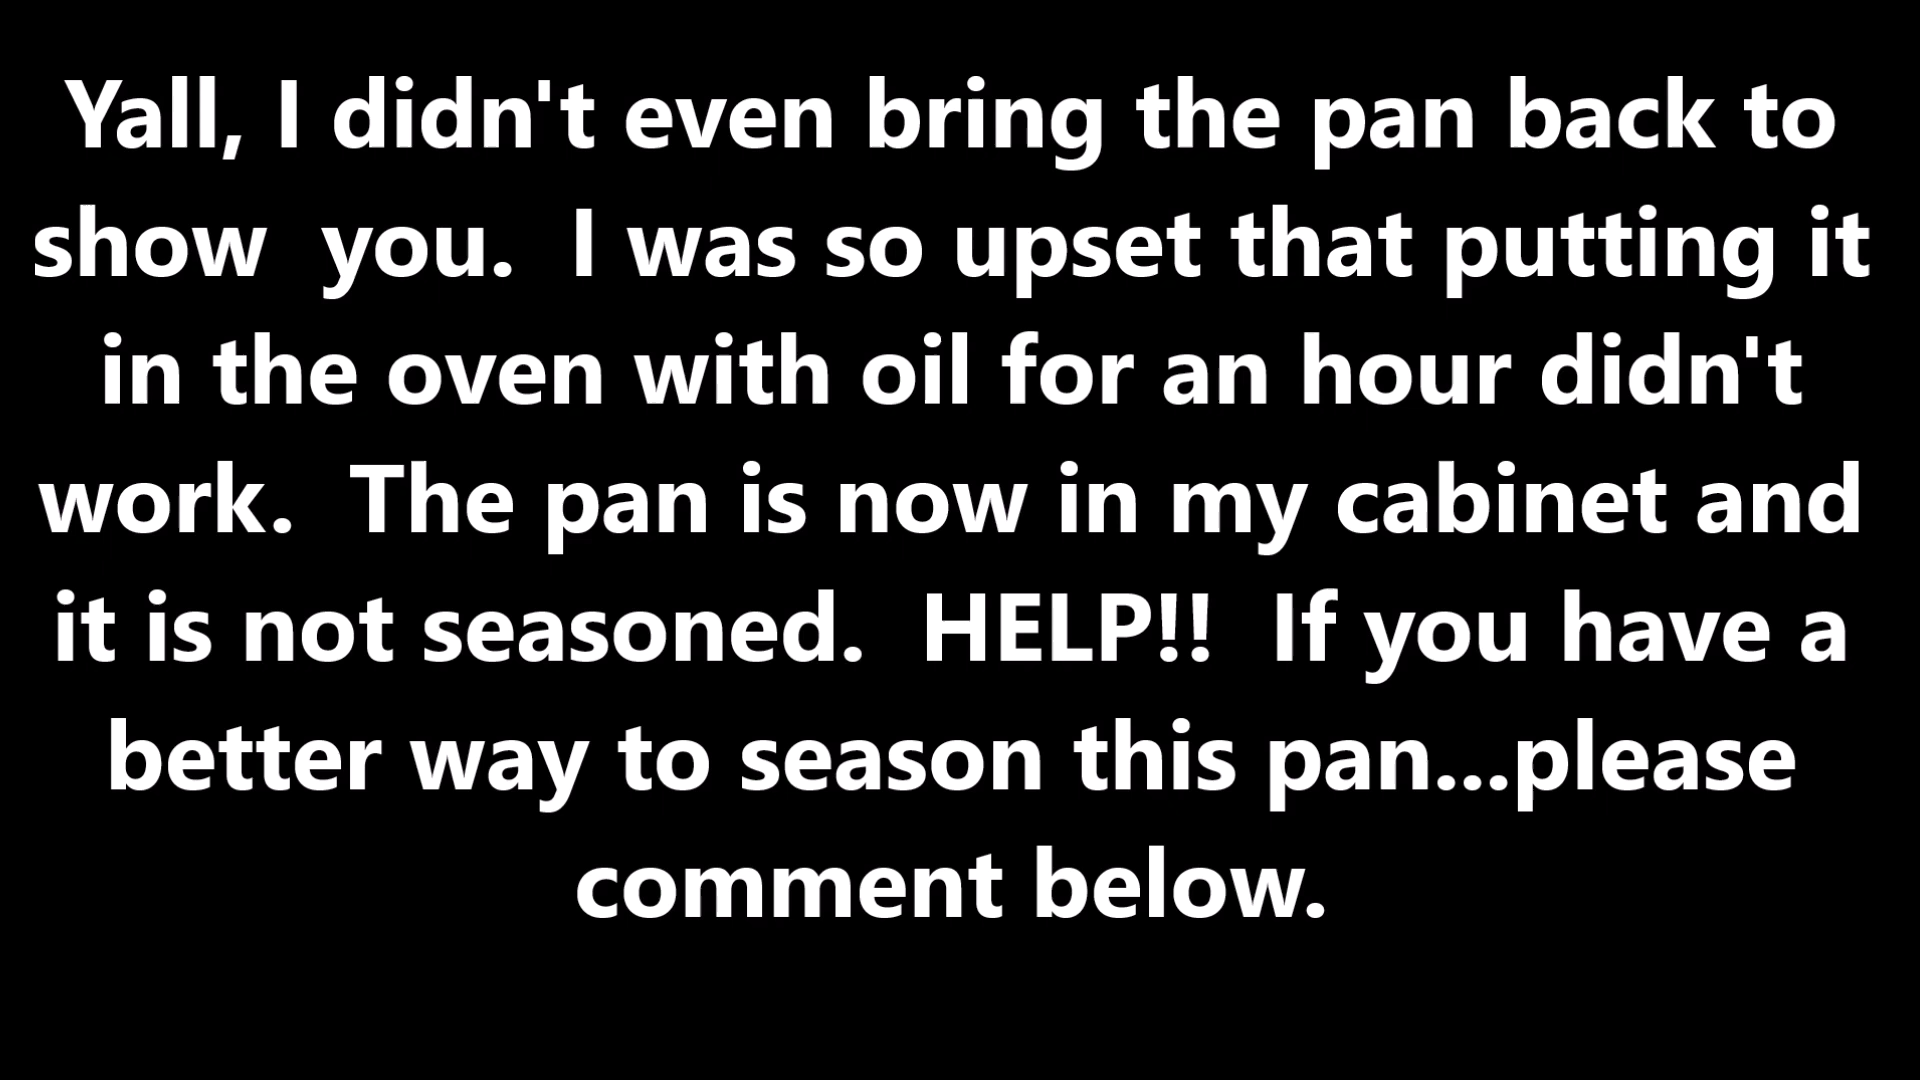 Yall, I didn't even bring the pan back to
show  you.  I was so upset that putting it
in the oven with oil for an hour didn't
work.  The pan is now in my cabinet and
it is not seasoned.  HELP!!  If you have a
better way to season this pan...please
comment below.